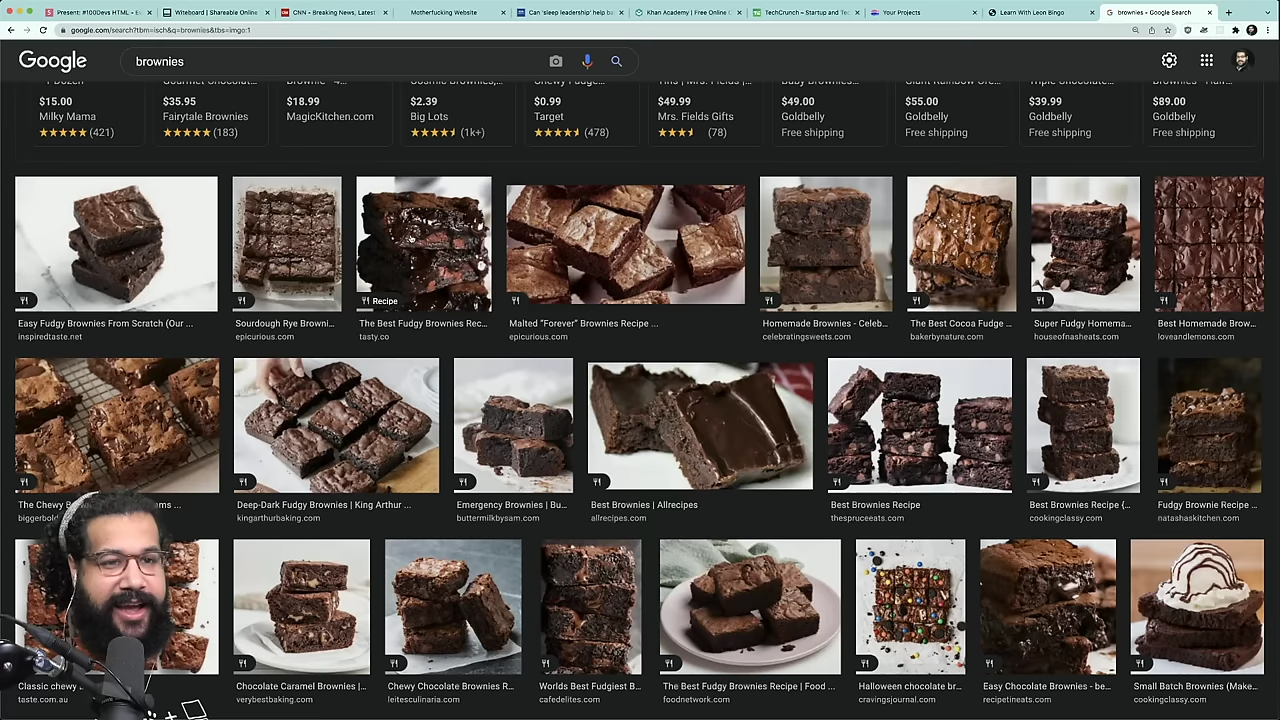 Present: #100Devs HTML - E
Witeboard | Shareable Online
CNN - Breaking News, Latest
Motherfucking Website
Can 'sleep leadership' help ba
Khan Academy | Free Online C
TechCrunch – Startup and Tec
Your Projects
Learn With Leon Bingo
brownies - Google Search
google.com/search?tbm=isch&q=brownies&tbs=imgo:1
Google
brownies
$15.00 $35.95 $18.99 $2.39 $0.99 $49.99 $49.00 $55.00 $39.99 $89.00
Milky Mama Fairytale Brownies MagicKitchen.com Big Lots Target Mrs. Fields Gifts Goldbelly Goldbelly Goldbelly Goldbelly
(421) (183) (1k+) (478) (78) Free shipping Free shipping Free shipping Free shipping
Recipe
Easy Fudgy Brownies From Scratch (Our ... Sourdough Rye Browni... The Best Fudgy Brownies Rec... Malted “Forever” Brownies Recipe ... Homemade Brownies - Celeb... The Best Cocoa Fudge ... Super Fudgy Homema... Best Homemade Brow...
inspiredtaste.net epicurious.com tasty.co epicurious.com celebratingsweets.com bakerbynature.com houseofnasheats.com loveandlemons.com
The Chewy Deep-Dark Fudgy Brownies | King Arthur ... Emergency Brownies | Bu... Best Brownies | Allrecipes Best Brownies Recipe Best Brownies Recipe {... Fudgy Brownie Recipe ...
kingarthurbaking.com buttermilkbysam.com allrecipes.com thespruceeats.com cookingclassy.com natashaskitchen.com
Classic chewy Chocolate Caramel Brownies |... Chewy Chocolate Brownies R... Worlds Best Fudgiest B... The Best Fudgy Brownies Recipe | Food ... Halloween chocolate br... Easy Chocolate Brownies - be... Small Batch Brownies (Make...
taste.com.au verybestbaking.com leitesculinaria.com cafedelites.com foodnetwork.com cravingsjournal.com recipetineats.com cookingclassy.com